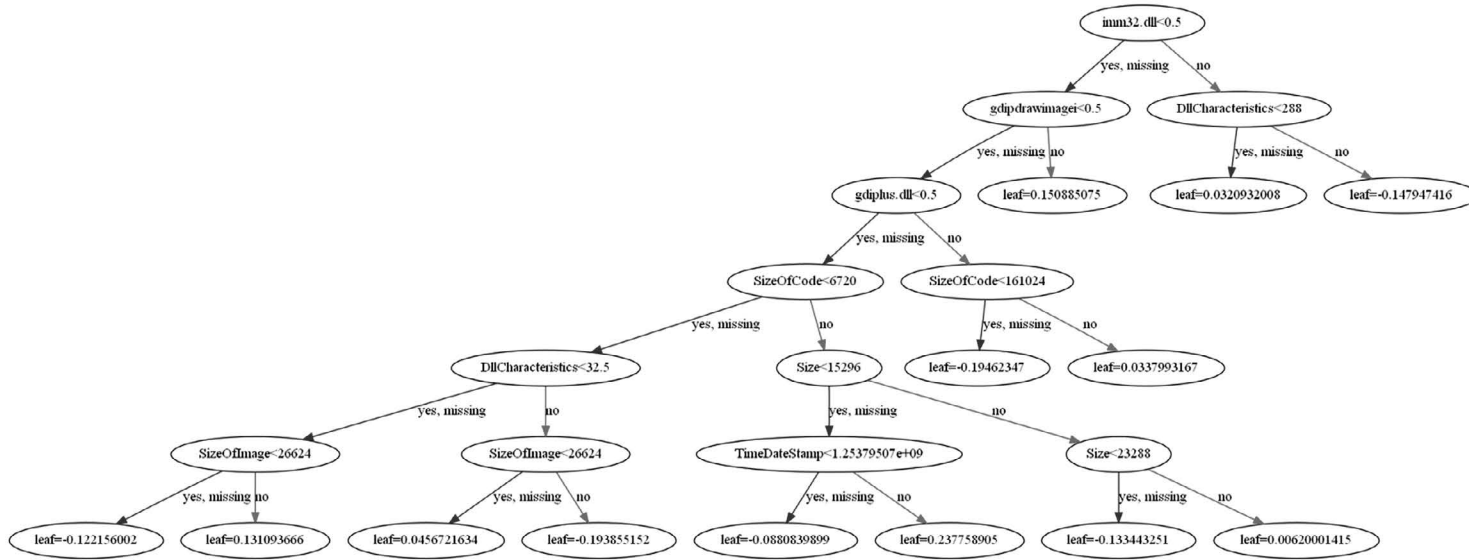 imm32.dll<0.5
yes, missing no
gdipdrawimagei<0.5 DllCharacteristics<288
yes, missing no yes, missing no
gdiplus.dll<0.5 leaf=0.150885075 leaf=0.0320932008 leaf=-0.147947416
yes, missing no
SizeOfCode<6720 SizeOfCode<161024
yes, missing no yes, missing no
DllCharacteristics<32.5 Size<15296 leaf=-0.19462347 leaf=0.0337993167
yes, missing no yes, missing no
SizeOfImage<26624 SizeOfImage<26624 TimeDateStamp<1.25379507e+09 Size<23288
yes, missing no yes, missing no yes, missing no yes, missing no
leaf=-0.122156002 leaf=0.131093666 leaf=0.0456721634 leaf=-0.193855152 leaf=-0.0880839899 leaf=0.237758905 leaf=-0.133443251 leaf=0.00620001415